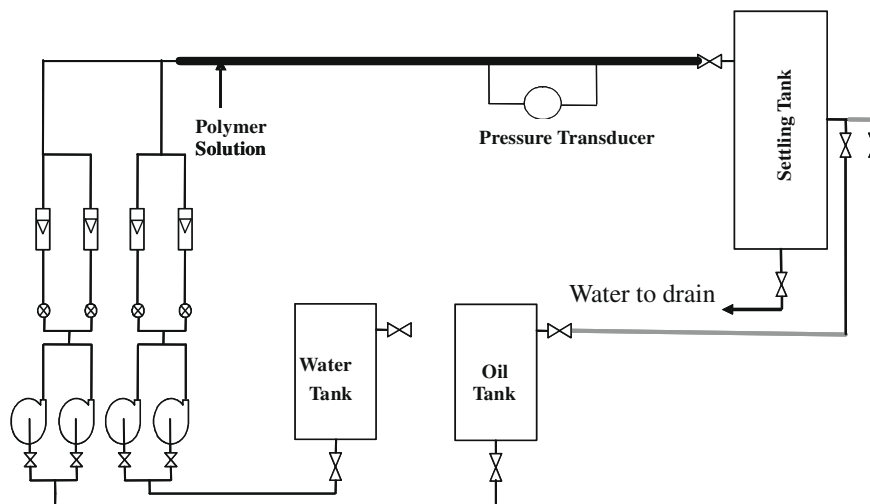 Polymer
Solution
Pressure Transducer
Settling Tank
Water to drain
Water
Tank
Oil
Tank